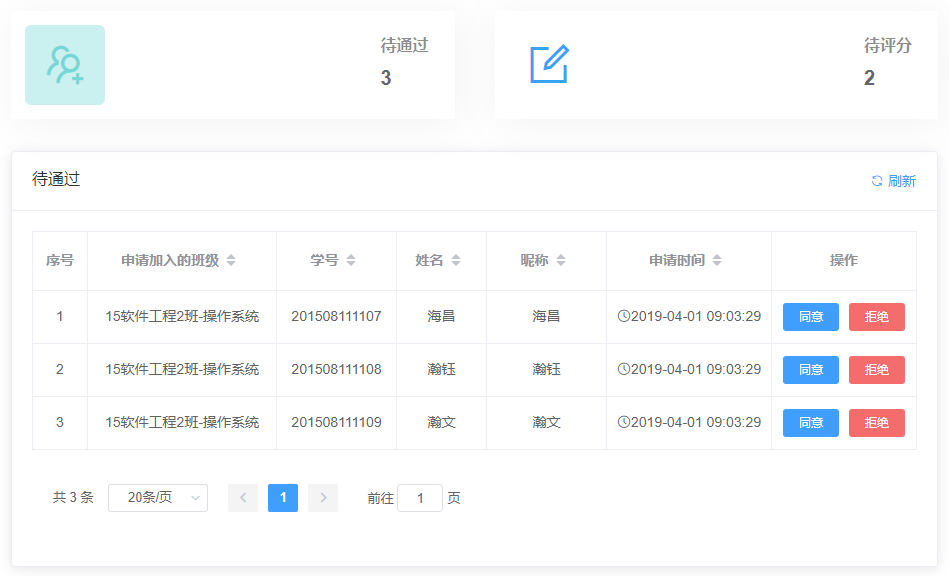 待通过
3
待评分
2
待通过
刷新
序号 申请加入的班级 学号 姓名 昵称 申请时间 操作
1 15软件工程2班-操作系统 201508111107 海昌 海昌 2019-04-01 09:03:29 同意 拒绝
2 15软件工程2班-操作系统 201508111108 瀚钰 瀚钰 2019-04-01 09:03:29 同意 拒绝
3 15软件工程2班-操作系统 201508111109 瀚文 瀚文 2019-04-01 09:03:29 同意 拒绝
共 3 条 20条/页 1 前往 1 页